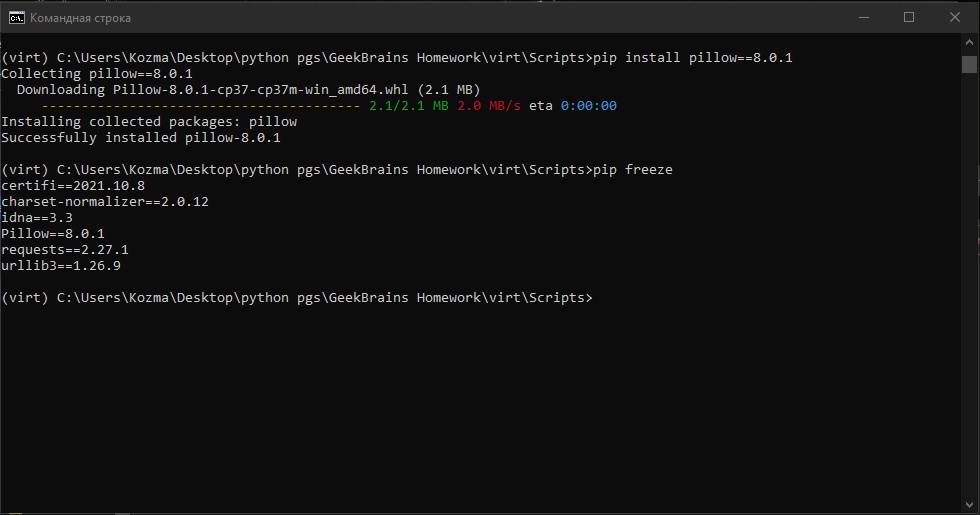 Командная строка
(virt) C:\Users\Kozma\Desktop\python pgs\GeekBrains Homework\virt\Scripts>pip install pillow==8.0.1
Collecting pillow==8.0.1
  Downloading Pillow-8.0.1-cp37-cp37m-win_amd64.whl (2.1 MB)
     ---------------------------------------- 2.1/2.1 MB 2.0 MB/s eta 0:00:00
Installing collected packages: pillow
Successfully installed pillow-8.0.1
(virt) C:\Users\Kozma\Desktop\python pgs\GeekBrains Homework\virt\Scripts>pip freeze
certifi==2021.10.8
charset-normalizer==2.0.12
idna==3.3
Pillow==8.0.1
requests==2.27.1
urllib3==1.26.9
(virt) C:\Users\Kozma\Desktop\python pgs\GeekBrains Homework\virt\Scripts>